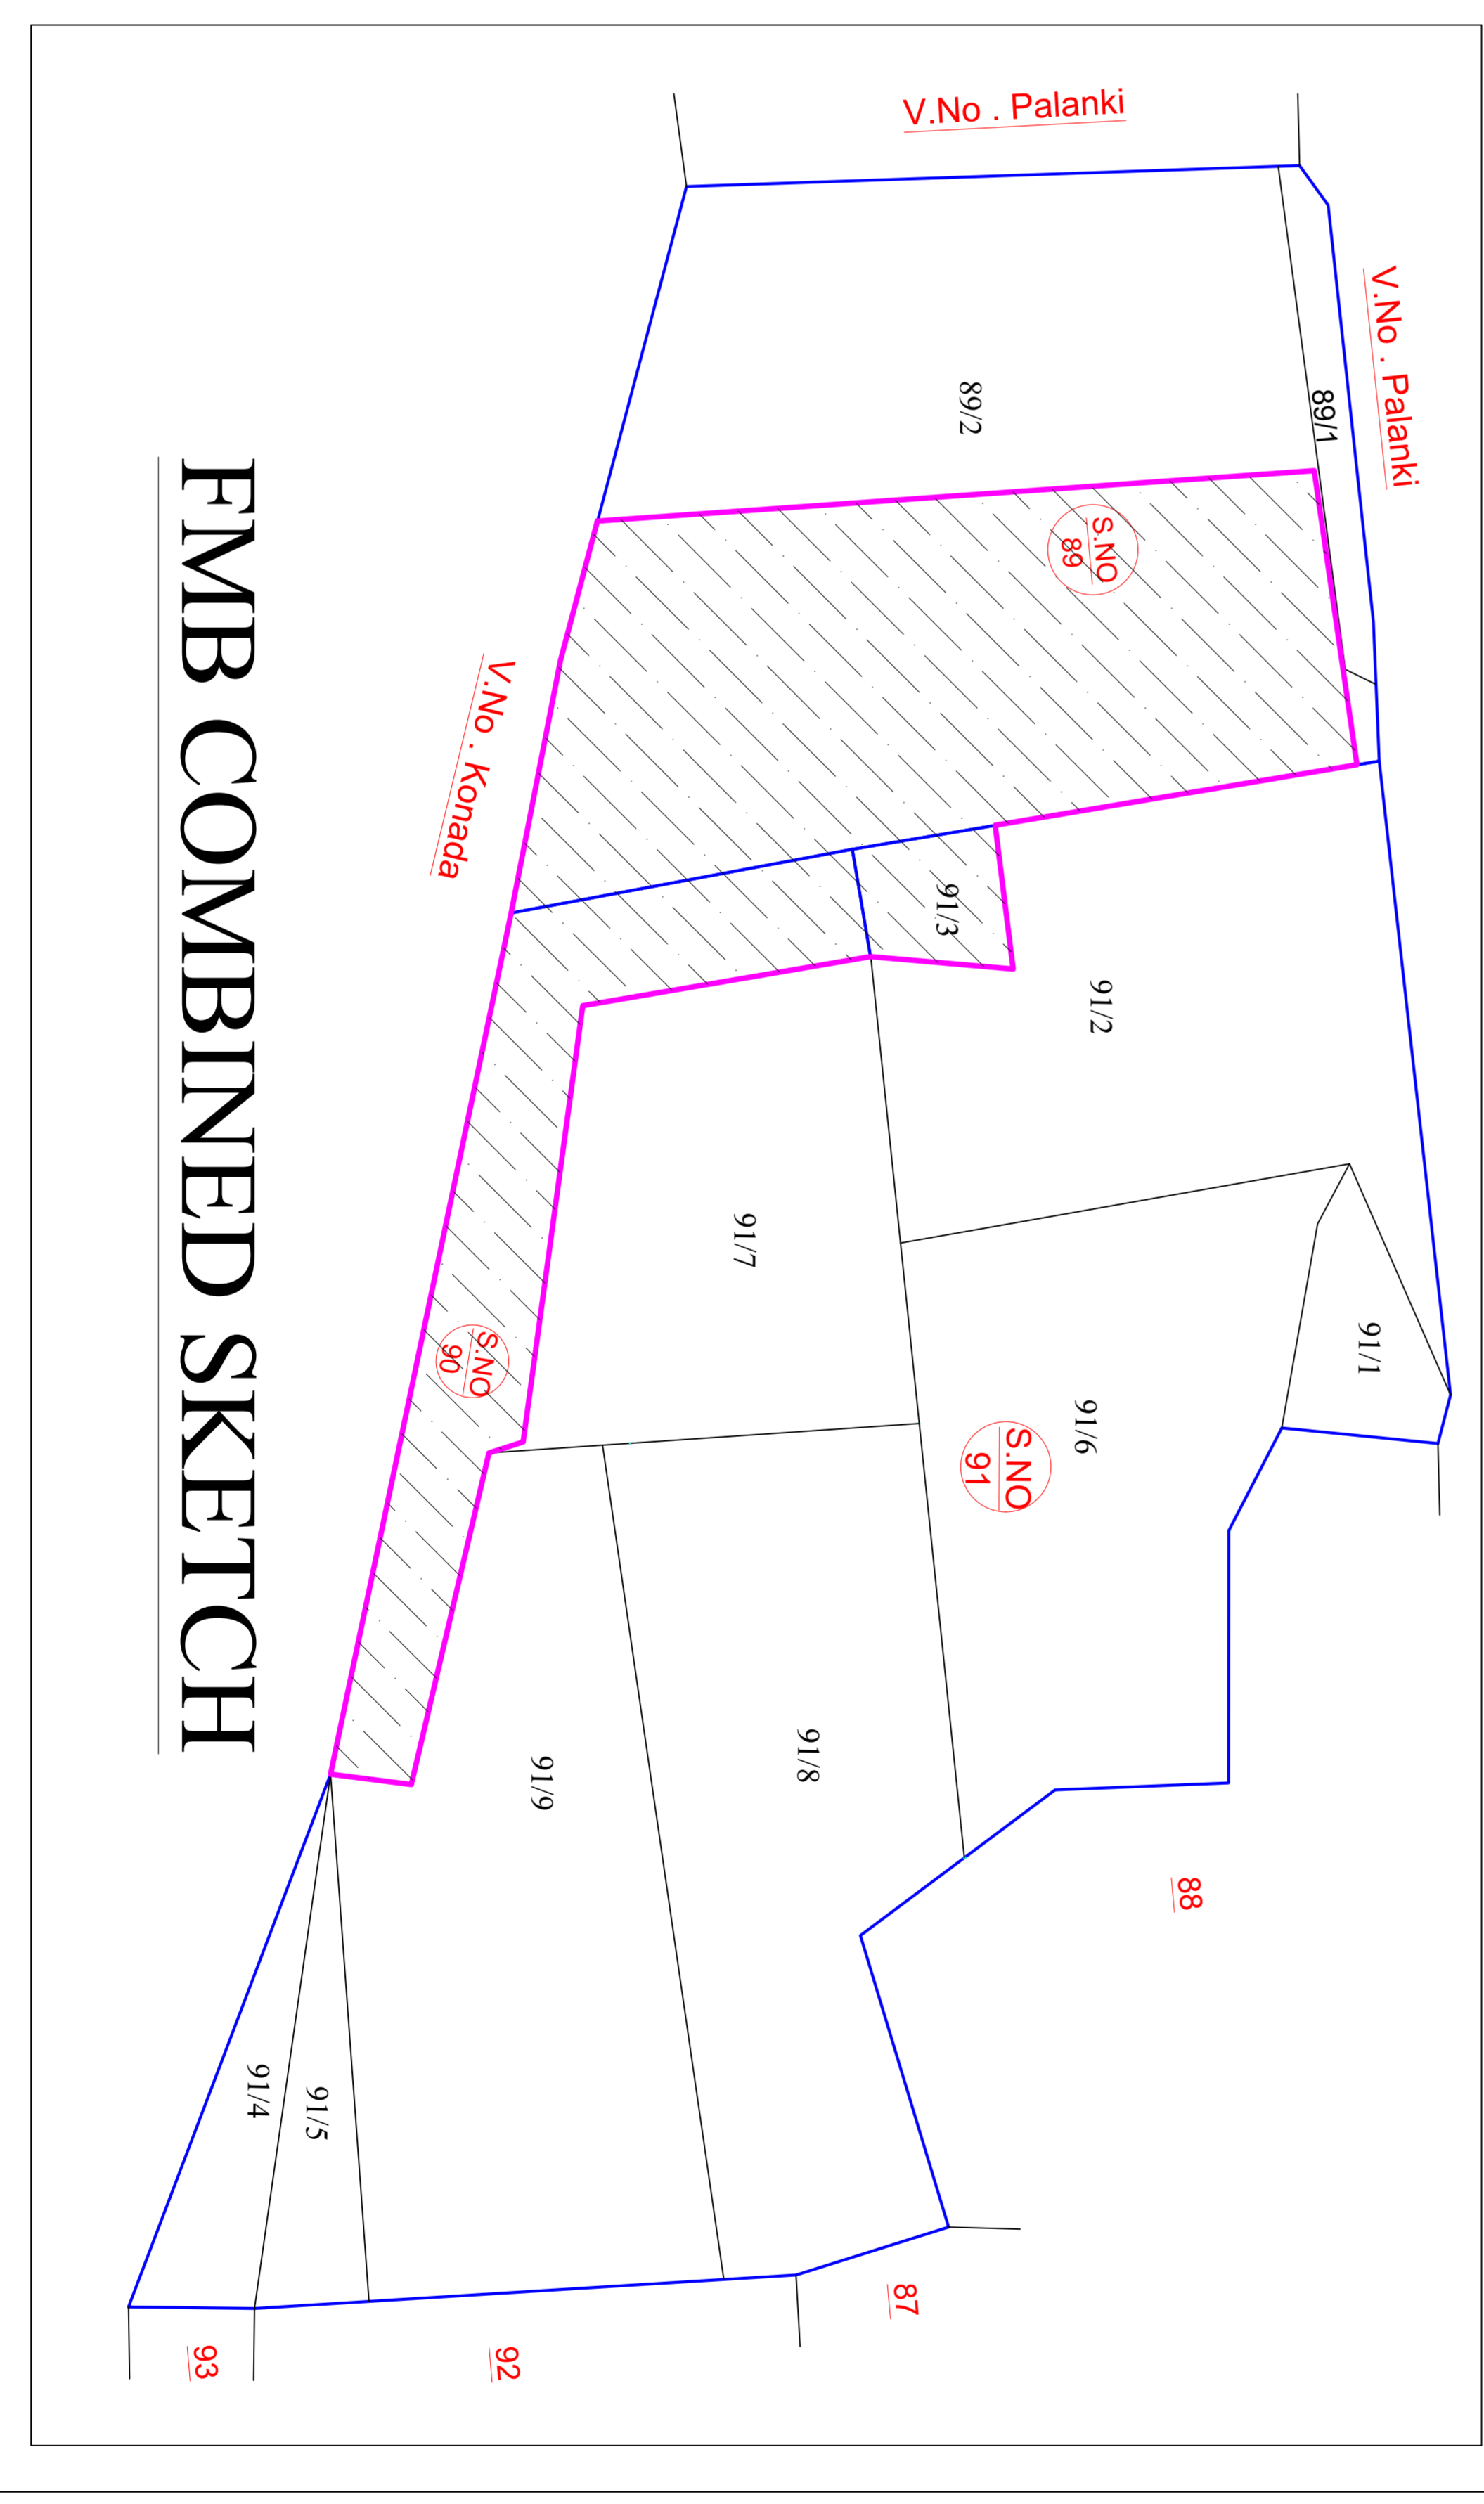 FMB COMBINED SKETCH
V.No . Palanki
V.No . Palanki
89/1
89/2
S.NO
89
V.No . Konada
91/3
91/2
91/7
91/1
S.NO
90
91/6
S.NO
91
91/8
91/9
88
91/4
91/5
87
92
93